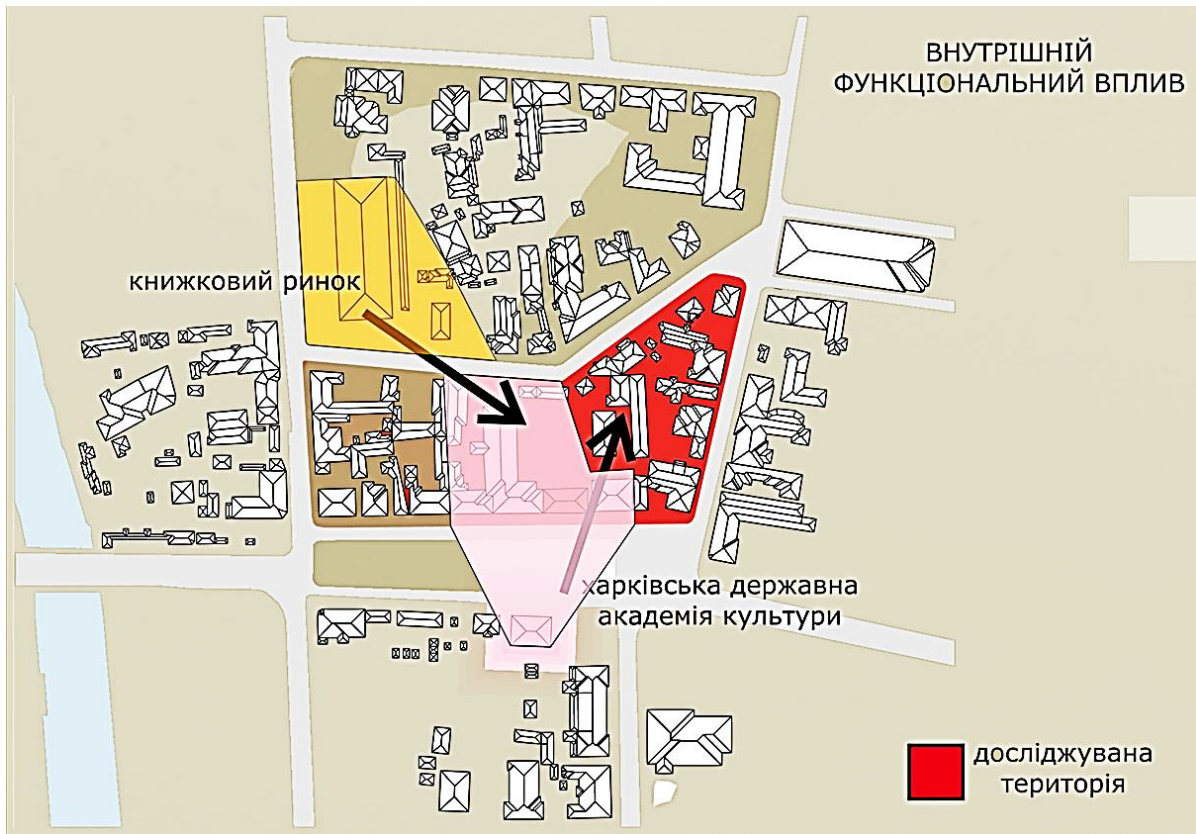 ВНУТРІШНІЙ
ФУНКЦІОНАЛЬНИЙ ВПЛИВ
книжковий ринок
харківська державна
академія культури
досліджувана
територія